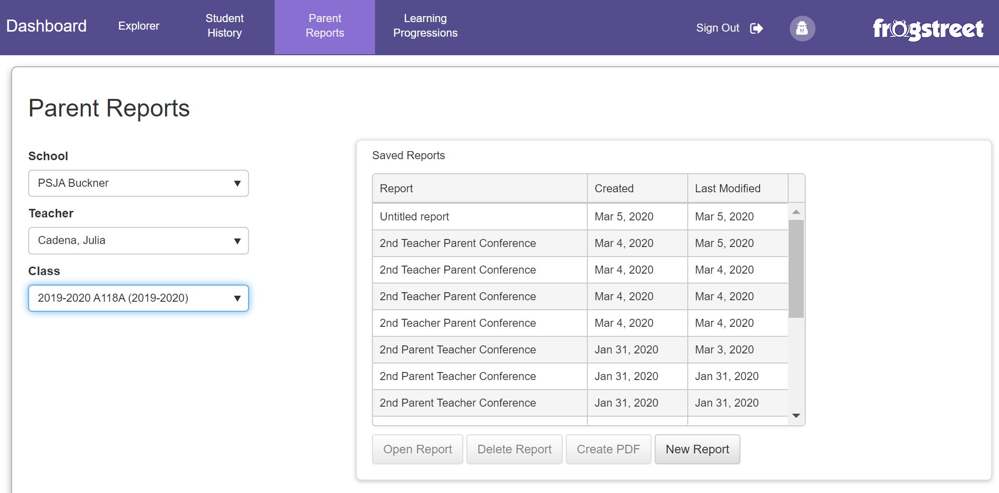 Dashboard
Explorer
Student
History
Parent
Reports
Learning
Progressions
Sign Out
frogstreet
Parent Reports
School
PSJA Buckner
Teacher
Cadena, Julia
Class
2019-2020 A118A (2019-2020)
Saved Reports
Report Created Last Modified
Untitled report Mar 5, 2020 Mar 5, 2020
2nd Teacher Parent Conference Mar 4, 2020 Mar 5, 2020
2nd Teacher Parent Conference Mar 4, 2020 Mar 4, 2020
2nd Teacher Parent Conference Mar 4, 2020 Mar 4, 2020
2nd Teacher Parent Conference Mar 4, 2020 Mar 4, 2020
2nd Parent Teacher Conference Jan 31, 2020 Mar 3, 2020
2nd Parent Teacher Conference Jan 31, 2020 Jan 31, 2020
2nd Parent Teacher Conference Jan 31, 2020 Jan 31, 2020
Open Report Delete Report Create PDF New Report